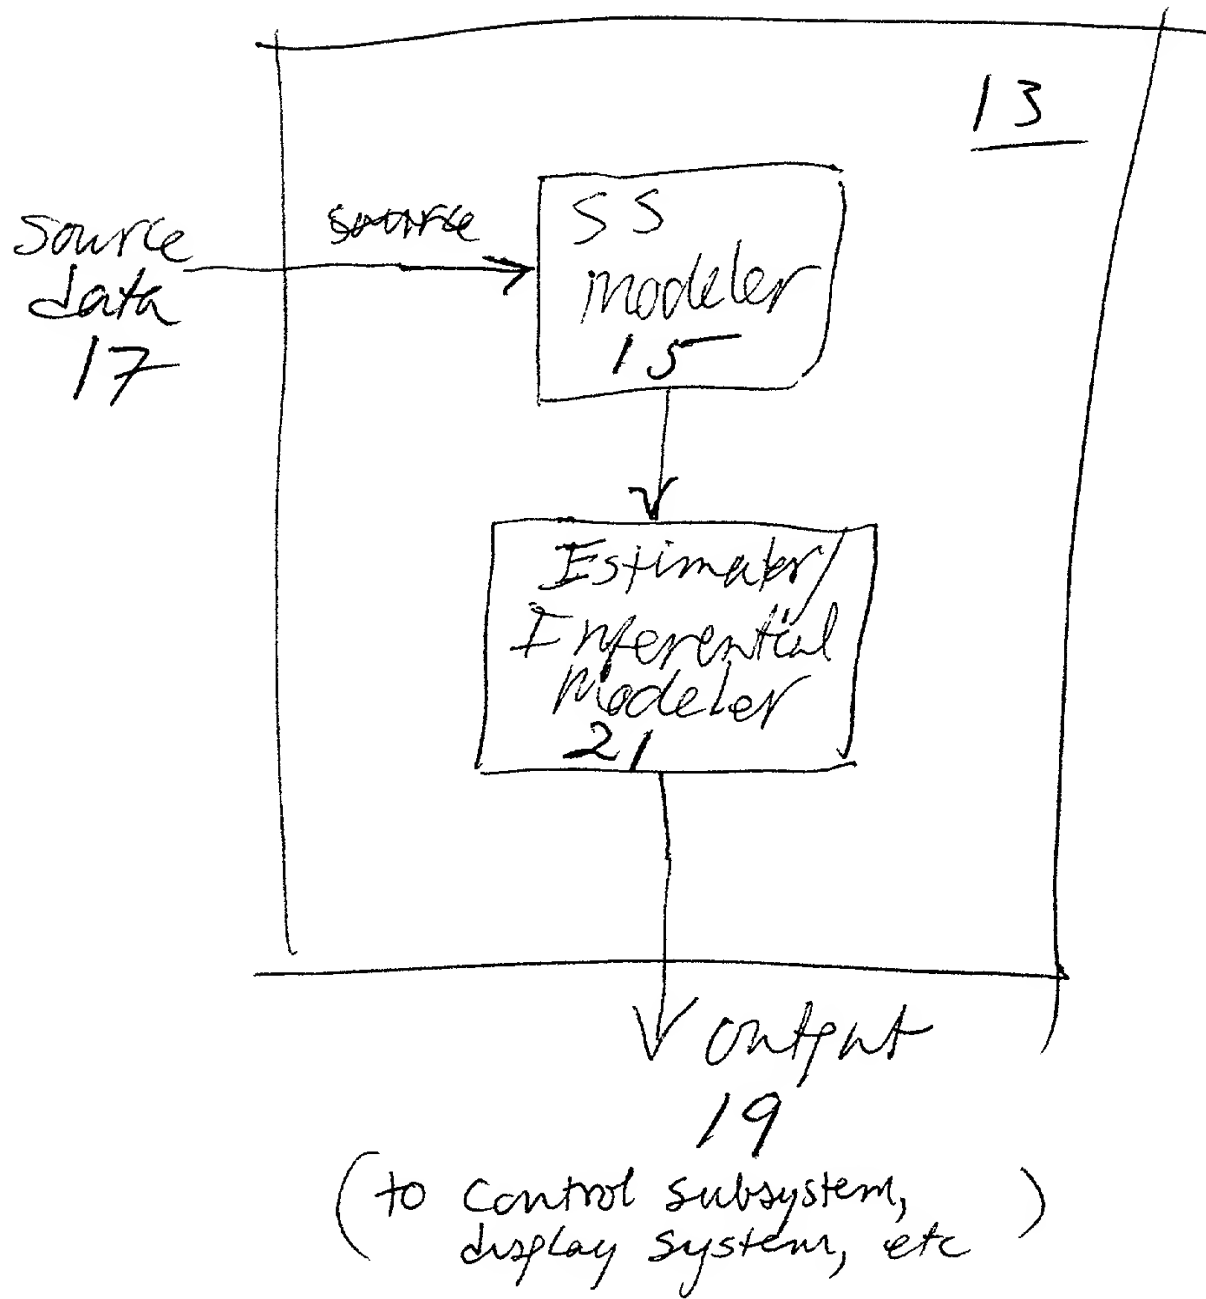 13
source
data
17
source
SS
modeler
15
Estimator/
Inferential
Modeler
21
output
19
(to control subsystem,
display system, etc)